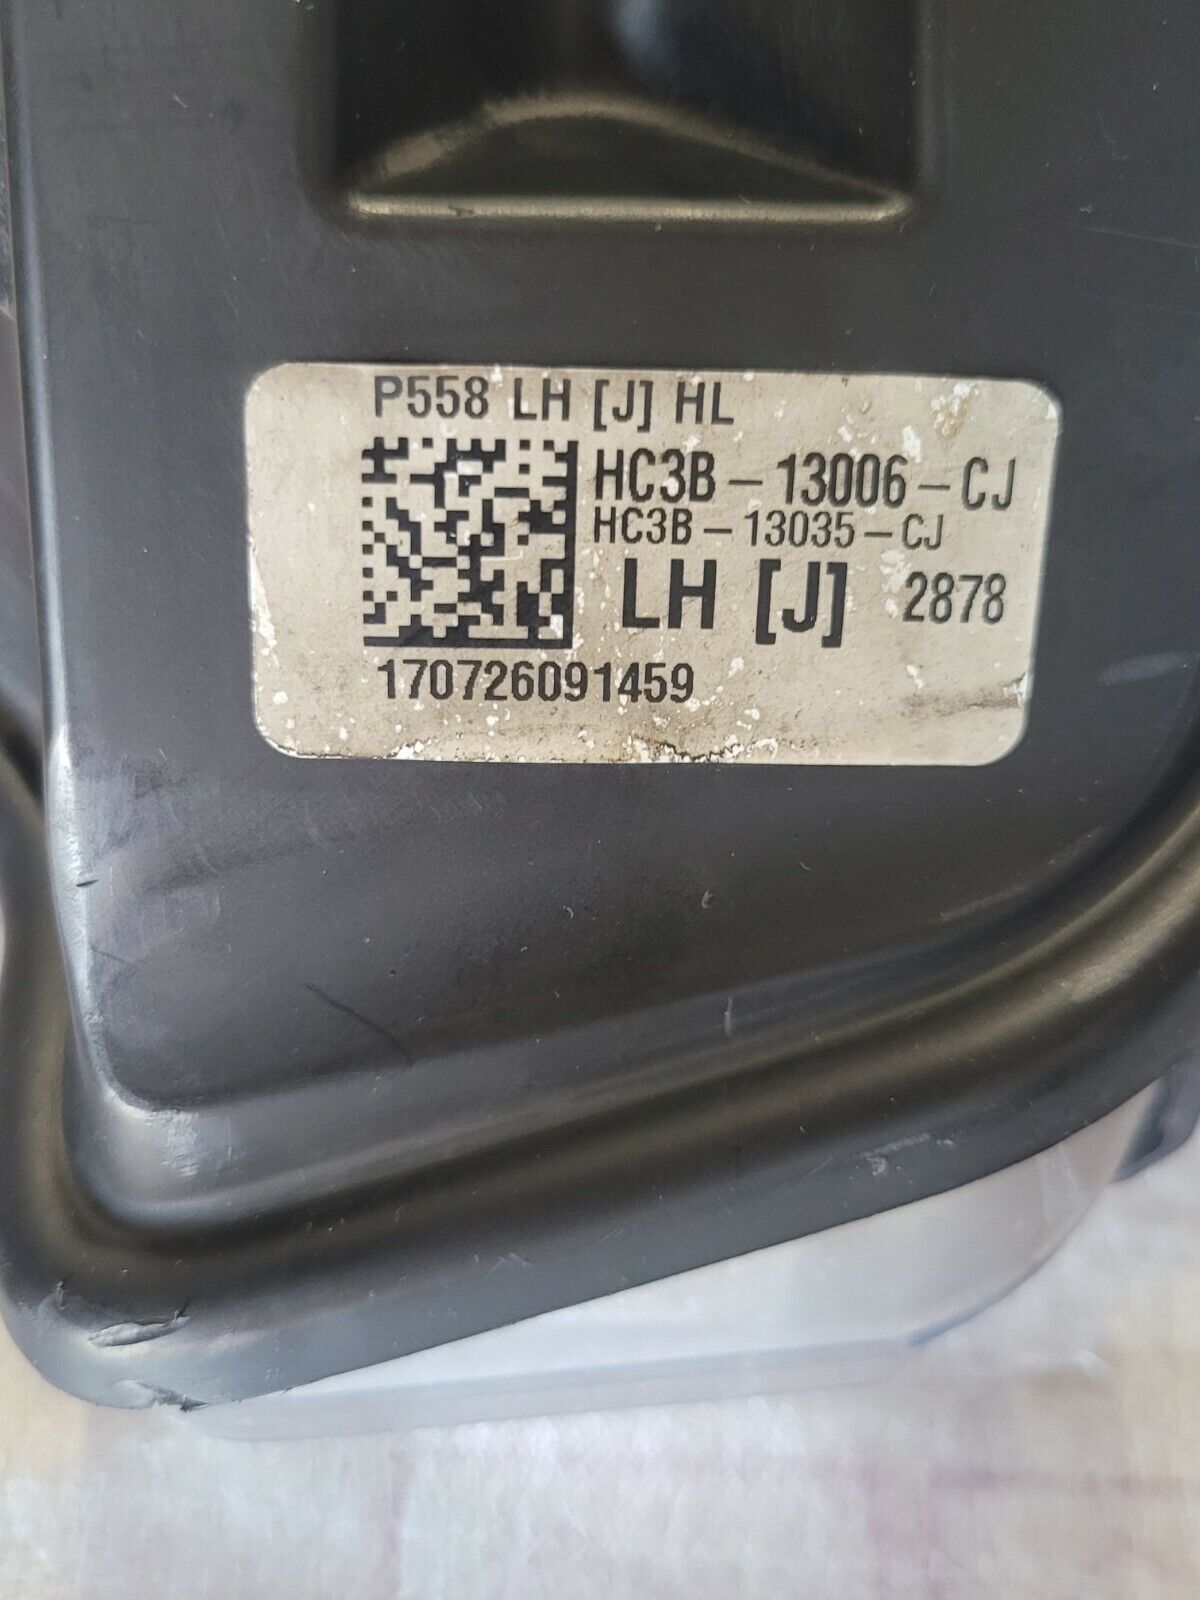 P558 LH [J] HL
HC3B-13006-CJ
HC3B-13035-CJ
LH [J] 2878
170726091459